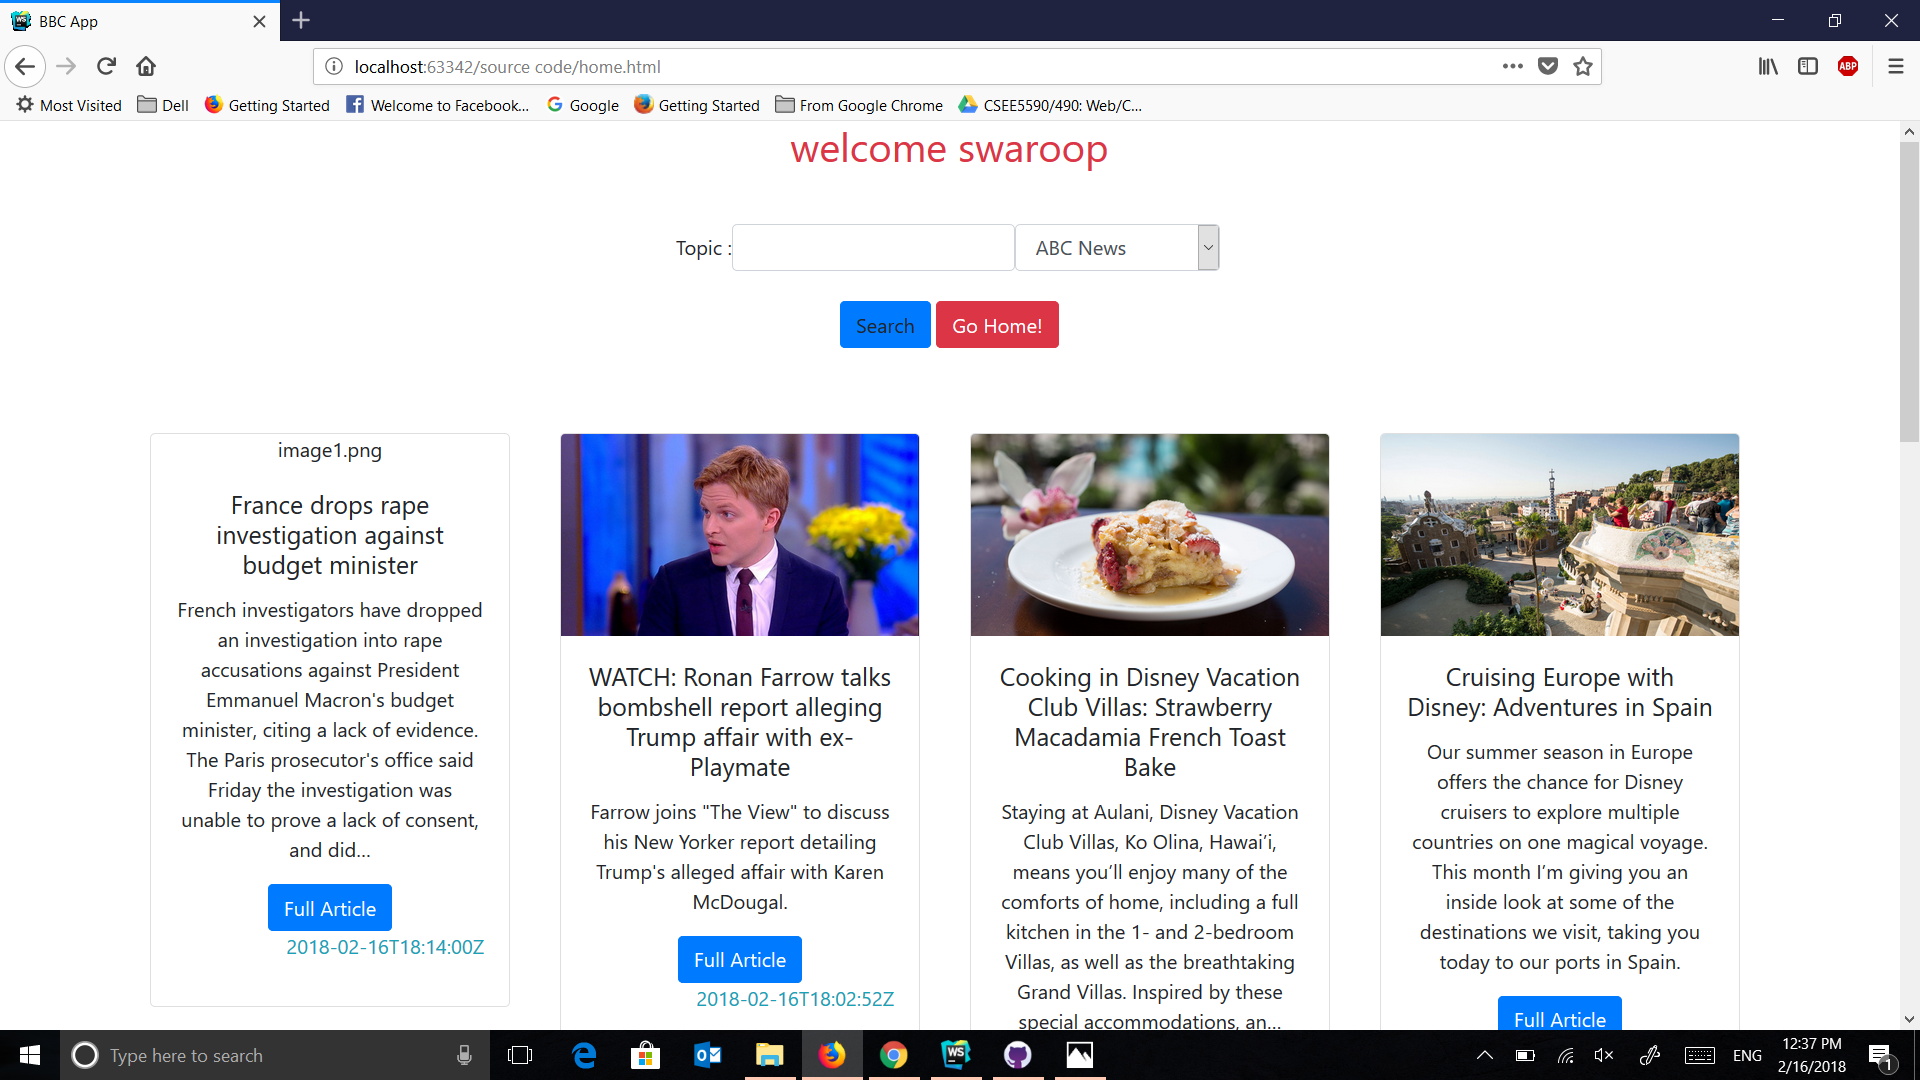 BBC App
localhost:63342/source code/home.html
ABP
Most Visited Dell Getting Started Welcome to Facebook... Google Getting Started From Google Chrome CSEE5590/490: Web/C...
welcome swaroop
Topic : ABC News
Search Go Home!
image1.png
France drops rape
investigation against
budget minister
French investigators have dropped
an investigation into rape
accusations against President
Emmanuel Macron's budget
minister, citing a lack of evidence.
The Paris prosecutor's office said
Friday the investigation was
unable to prove a lack of consent,
and did...
Full Article
2018-02-16T18:14:00Z
WATCH: Ronan Farrow talks
bombshell report alleging
Trump affair with ex-
Playmate
Farrow joins "The View" to discuss
his New Yorker report detailing
Trump's alleged affair with Karen
McDougal.
Full Article
2018-02-16T18:02:52Z
Cooking in Disney Vacation
Club Villas: Strawberry
Macadamia French Toast
Bake
Staying at Aulani, Disney Vacation
Club Villas, Ko Olina, Hawai‘i,
means you’ll enjoy many of the
comforts of home, including a full
kitchen in the 1- and 2-bedroom
Villas, as well as the breathtaking
Grand Villas. Inspired by these
special accommodations, an...
Cruising Europe with
Disney: Adventures in Spain
Our summer season in Europe
offers the chance for Disney
cruisers to explore multiple
countries on one magical voyage.
This month I’m giving you an
inside look at some of the
destinations we visit, taking you
today to our ports in Spain.
Full Article
Type here to search
WS
ENG
12:37 PM
2/16/2018
1